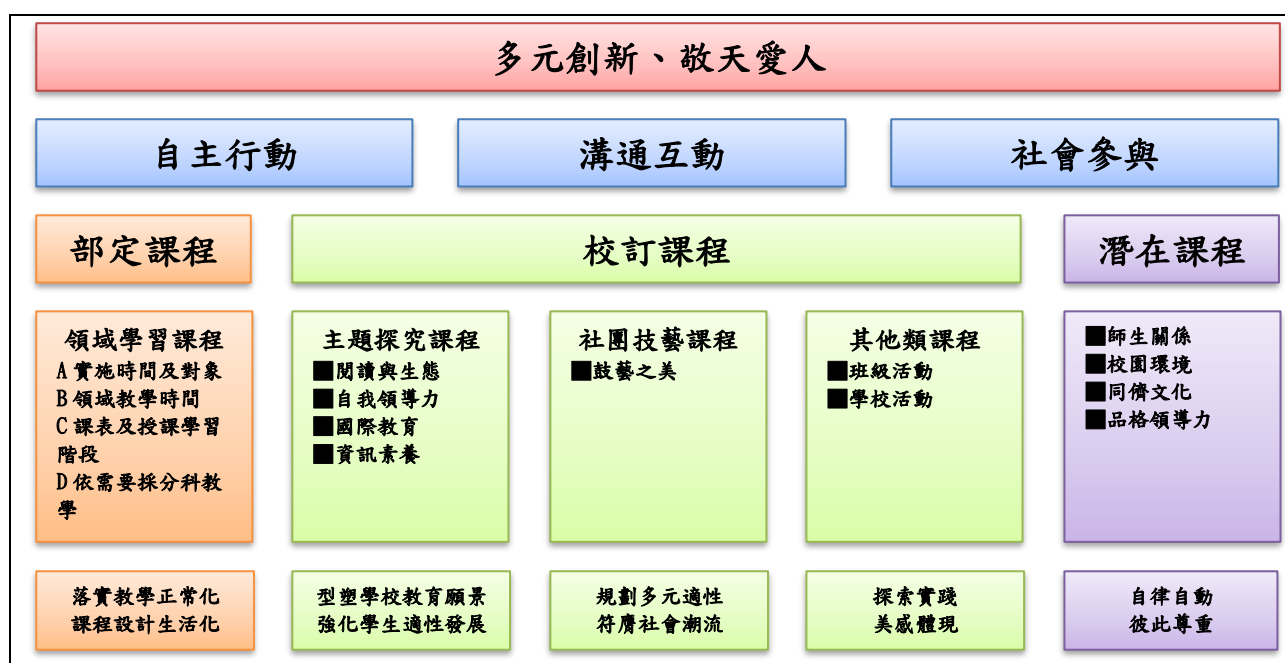 多元創新、敬天愛人
自主行動
溝通互動
社會參與
部定課程
校訂課程
潛在課程
領域學習課程
A實施時間及對象
B領域教學時間
C課表及授課學習
階段
D依需要採分科教
學
主題探究課程
■閱讀與生態
■自我領導力
■國際教育
■資訊素養
社團技藝課程
■鼓藝之美
其他類課程
■班級活動
■學校活動
■師生關係
■校園環境
■同儕文化
■品格領導力
落實教學正常化
課程設計生活化
型塑學校教育願景
強化學生適性發展
規劃多元適性
符膺社會潮流
探索實踐
美感體現
自律自動
彼此尊重